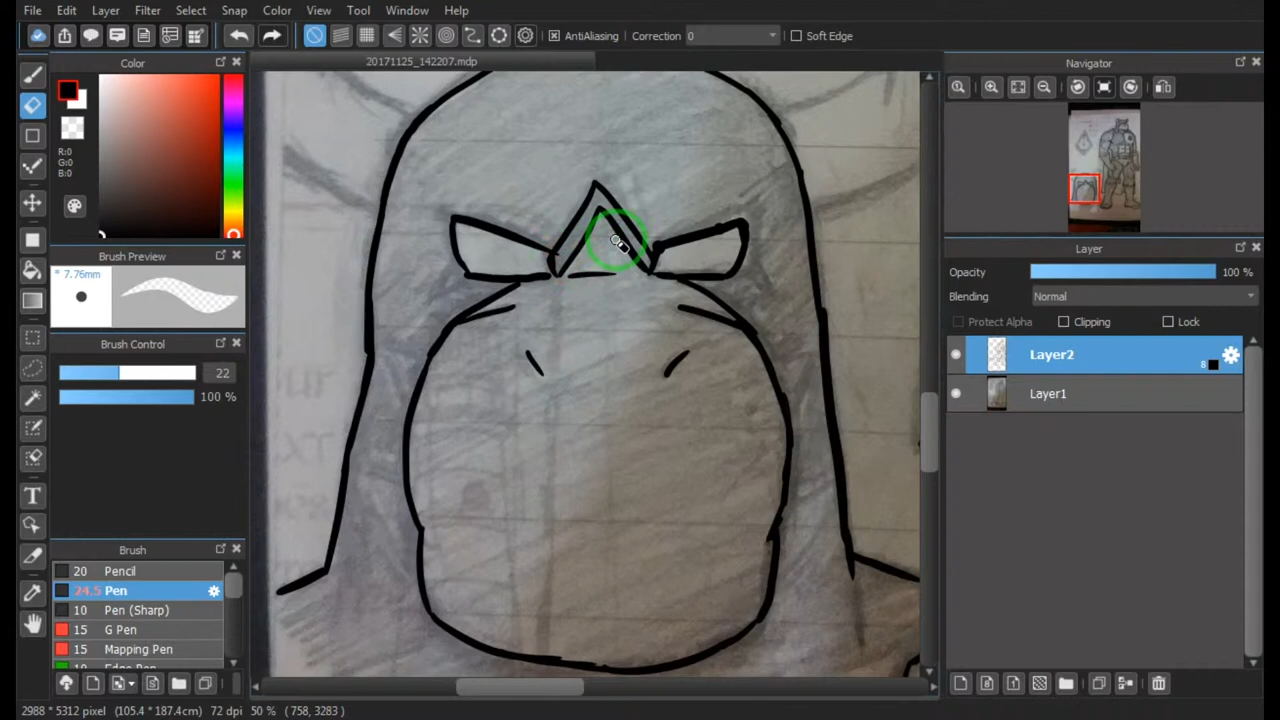 File Edit Layer Filter Select Snap Color View Tool Window Help
AntiAliasing Correction 0 Soft Edge
20171125_142207.mdp
Color
R:0
G:0
B:0
Brush Preview
* 7.76mm
Brush Control
22
100 %
Brush
20 Pencil
24.5 Pen
10 Pen (Sharp)
15 G Pen
15 Mapping Pen
Navigator
Layer
Opacity 100 %
Blending Normal
Protect Alpha Clipping Lock
Layer2
8
Layer1
2988 * 5312 pixel (105.4 * 187.4cm) 72 dpi 50 % ( 758, 3283 )